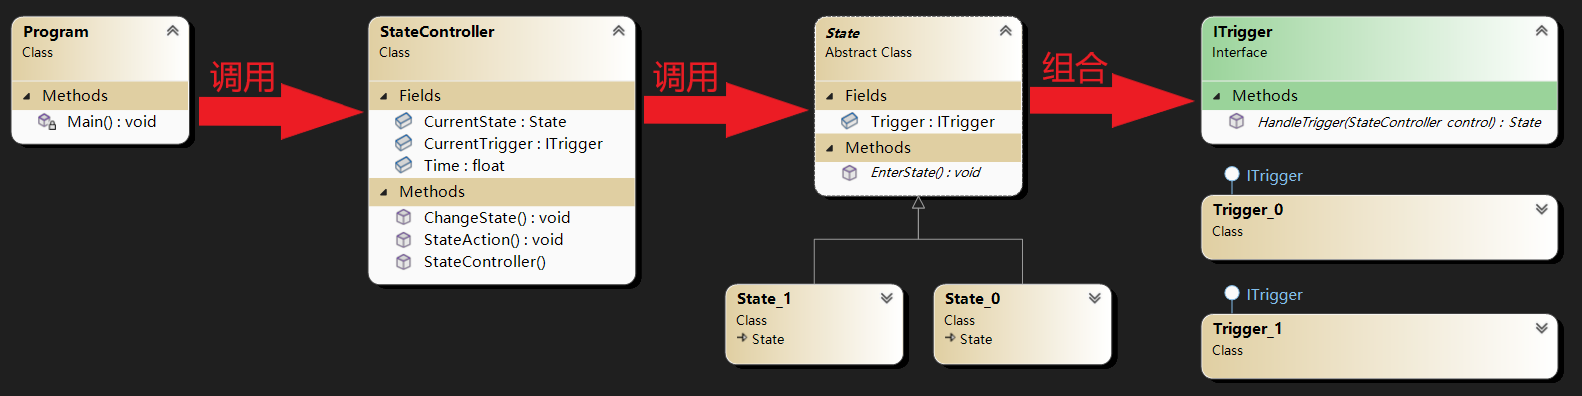 Program
Class
Methods
Main() : void
调用
StateController
Class
Fields
CurrentState : State
CurrentTrigger : ITrigger
Time : float
Methods
ChangeState() : void
StateAction() : void
StateController()
调用
State
Abstract Class
Fields
Trigger : ITrigger
Methods
EnterState() : void
State_1
Class
State
State_0
Class
State
组合
ITrigger
Interface
Methods
HandleTrigger(StateController control) : State
ITrigger
Trigger_0
Class
ITrigger
Trigger_1
Class